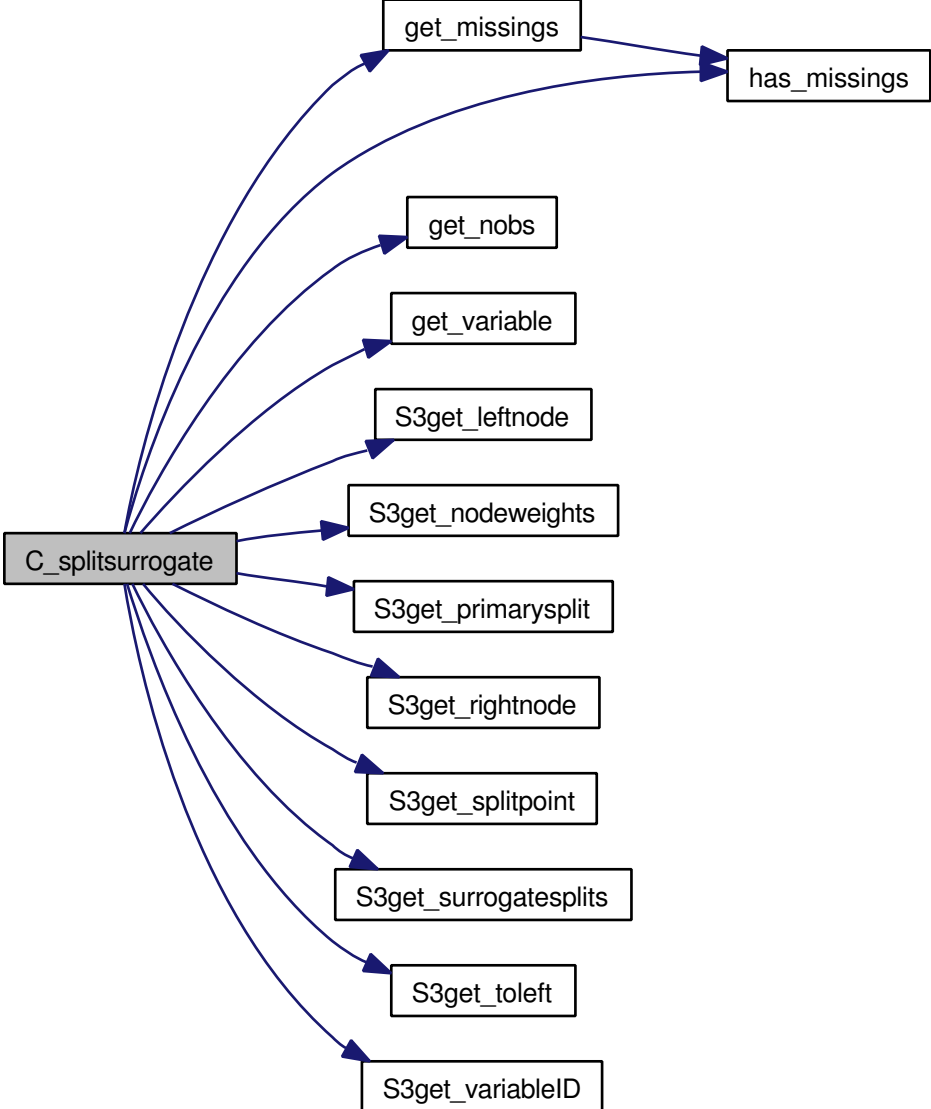 get_missings
has_missings
get_nobs
get_variable
S3get_leftnode
S3get_nodeweights
C_splitsurrogate
S3get_primarysplit
S3get_rightnode
S3get_splitpoint
S3get_surrogatesplits
S3get_toleft
S3get_variableID